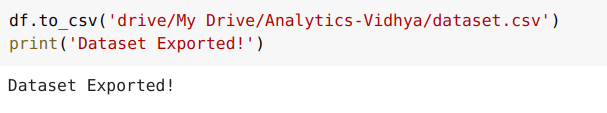 df.to_csv('drive/My Drive/Analytics-Vidhya/dataset.csv')
print('Dataset Exported!')
Dataset Exported!